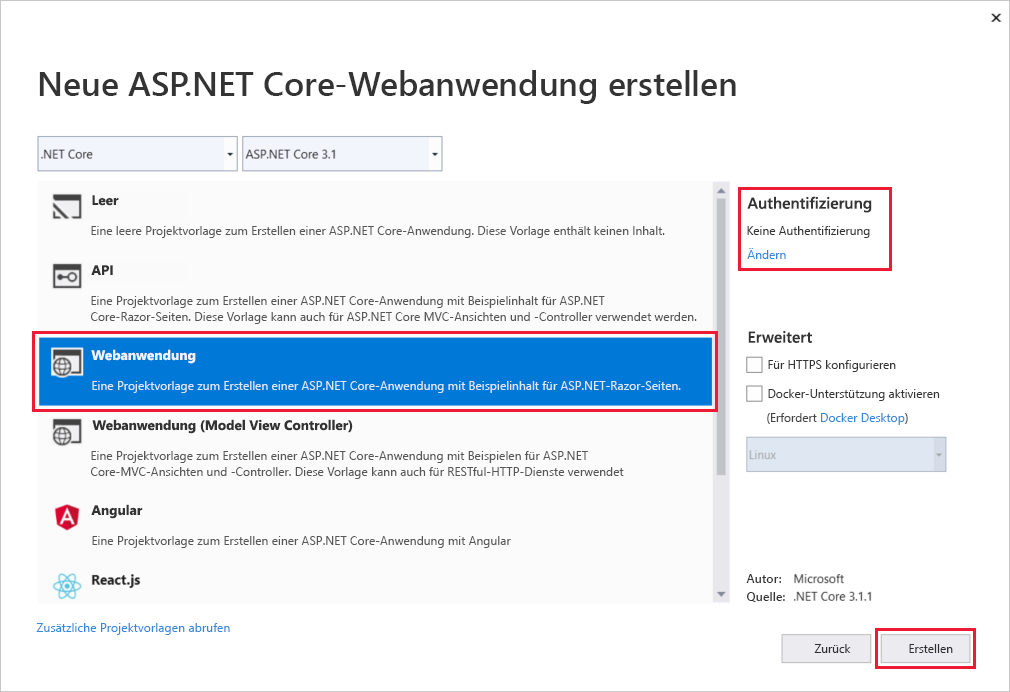 Neue ASP.NET Core-Webanwendung erstellen
.NET Core
ASP.NET Core 3.1
Leer
Eine leere Projektvorlage zum Erstellen einer ASP.NET Core-Anwendung. Diese Vorlage enthält keinen Inhalt.
API
Eine Projektvorlage zum Erstellen einer ASP.NET Core-Anwendung mit Beispielinhalt für ASP.NET
Core-Razor-Seiten. Diese Vorlage kann auch für ASP.NET Core MVC-Ansichten und -Controller verwendet werden.
Webanwendung
Eine Projektvorlage zum Erstellen einer ASP.NET Core-Anwendung mit Beispielinhalt für ASP.NET-Razor-Seiten.
Webanwendung (Model View Controller)
Eine Projektvorlage zum Erstellen einer ASP.NET Core-Anwendung mit Beispielen für ASP.NET
Core-MVC-Ansichten und -Controller. Diese Vorlage kann auch für RESTful-HTTP-Dienste verwendet
Angular
Eine Projektvorlage zum Erstellen einer ASP.NET Core-Anwendung mit Angular
React.js
Zusätzliche Projektvorlagen abrufen
Authentifizierung
Keine Authentifizierung
Ändern
Erweitert
Für HTTPS konfigurieren
Docker-Unterstützung aktivieren
(Erfordert Docker Desktop)
Linux
Autor: Microsoft
Quelle: .NET Core 3.1.1
Zurück
Erstellen